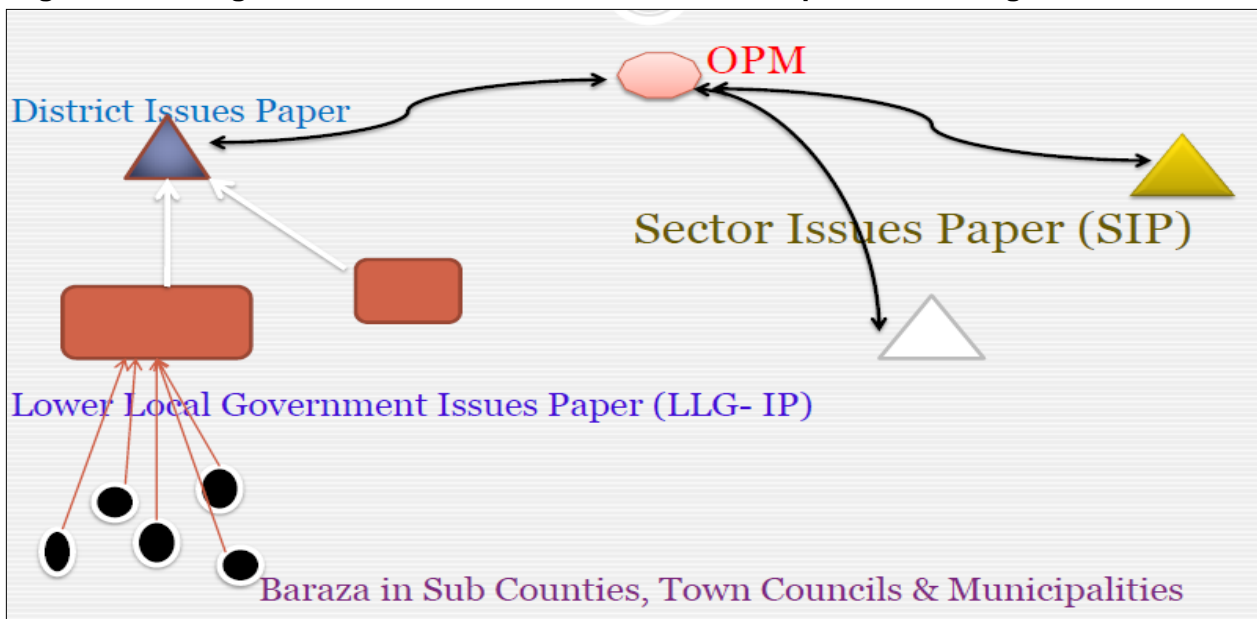 OPM
District Issues Paper
Sector Issues Paper (SIP)
Lower Local Government Issues Paper (LLG- IP)
Baraza in Sub Counties, Town Councils & Municipalities